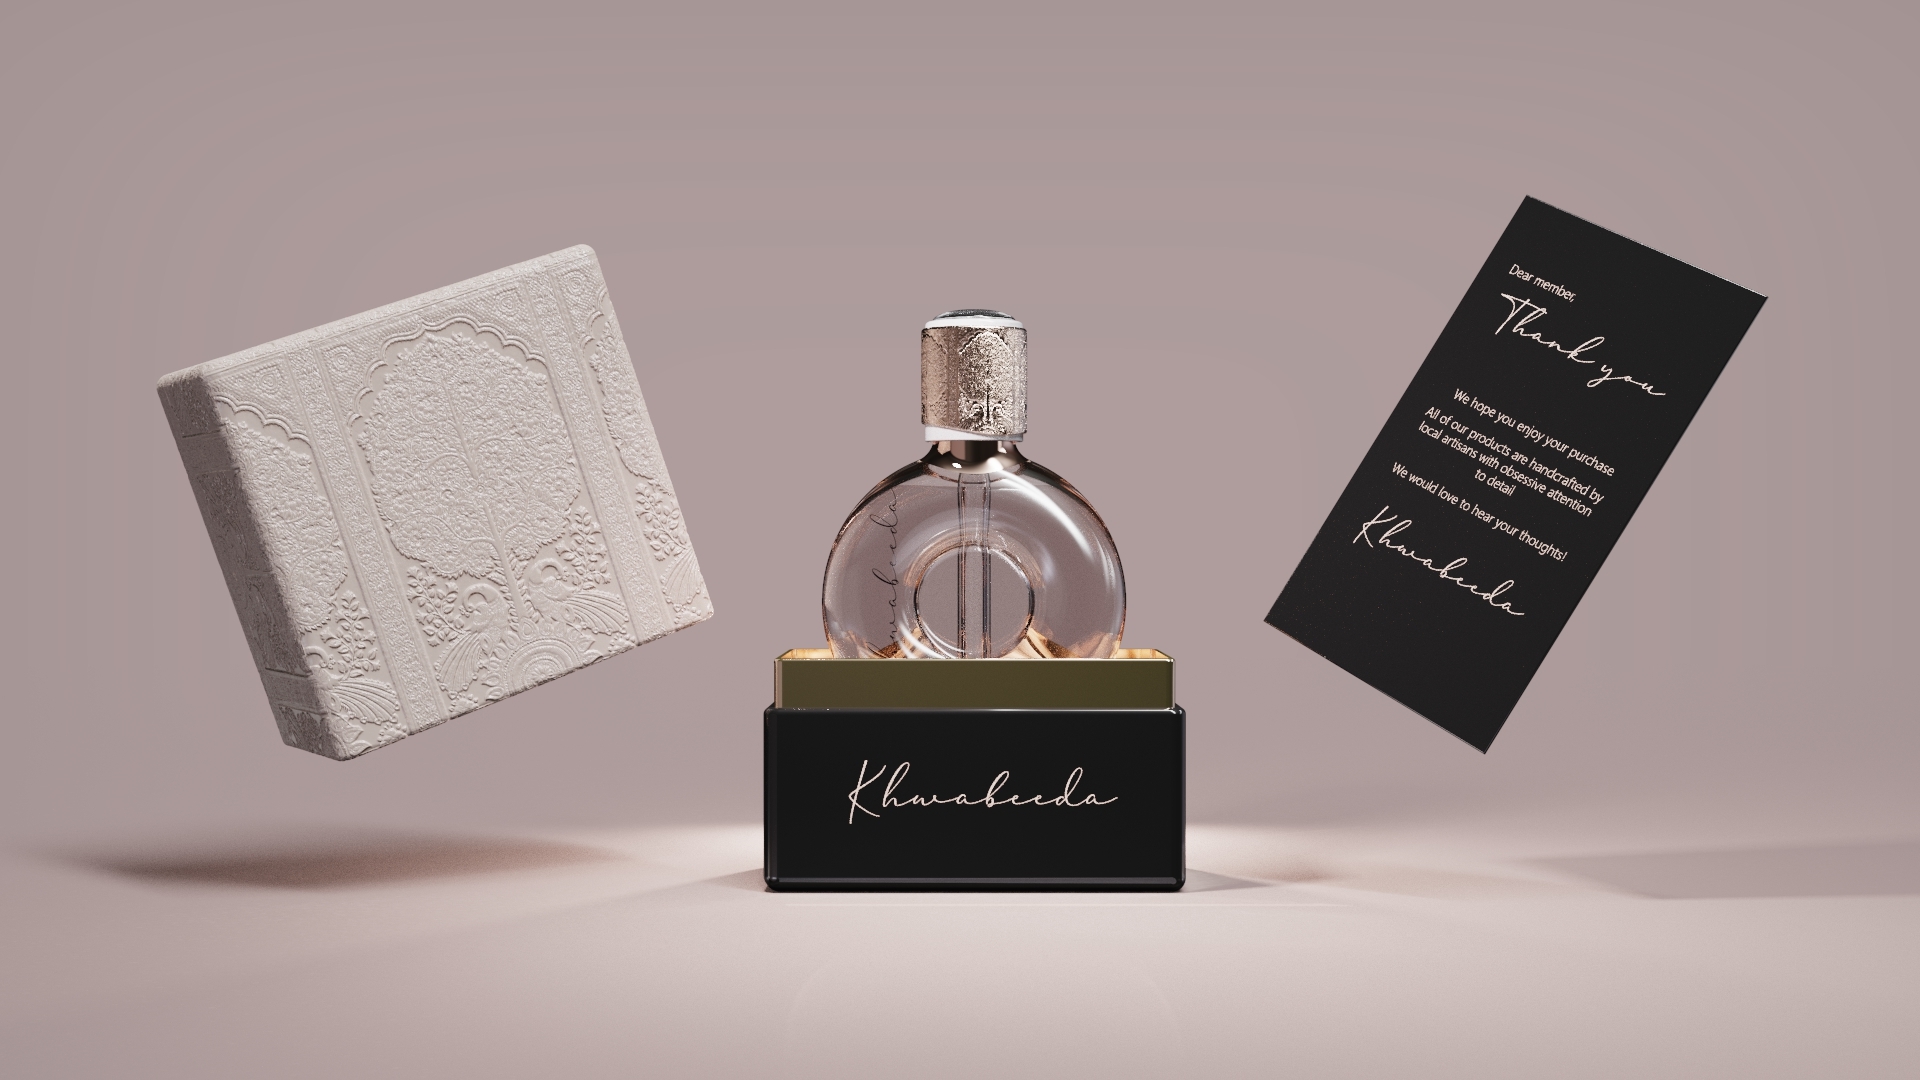 Khwabeeda
Khwabeeda
Dear member,
Thank you
We hope you enjoy your purchase
All of our products are handcrafted by
local artisans with obsessive attention
to detail
We would love to hear your thoughts!
Khwabeeda